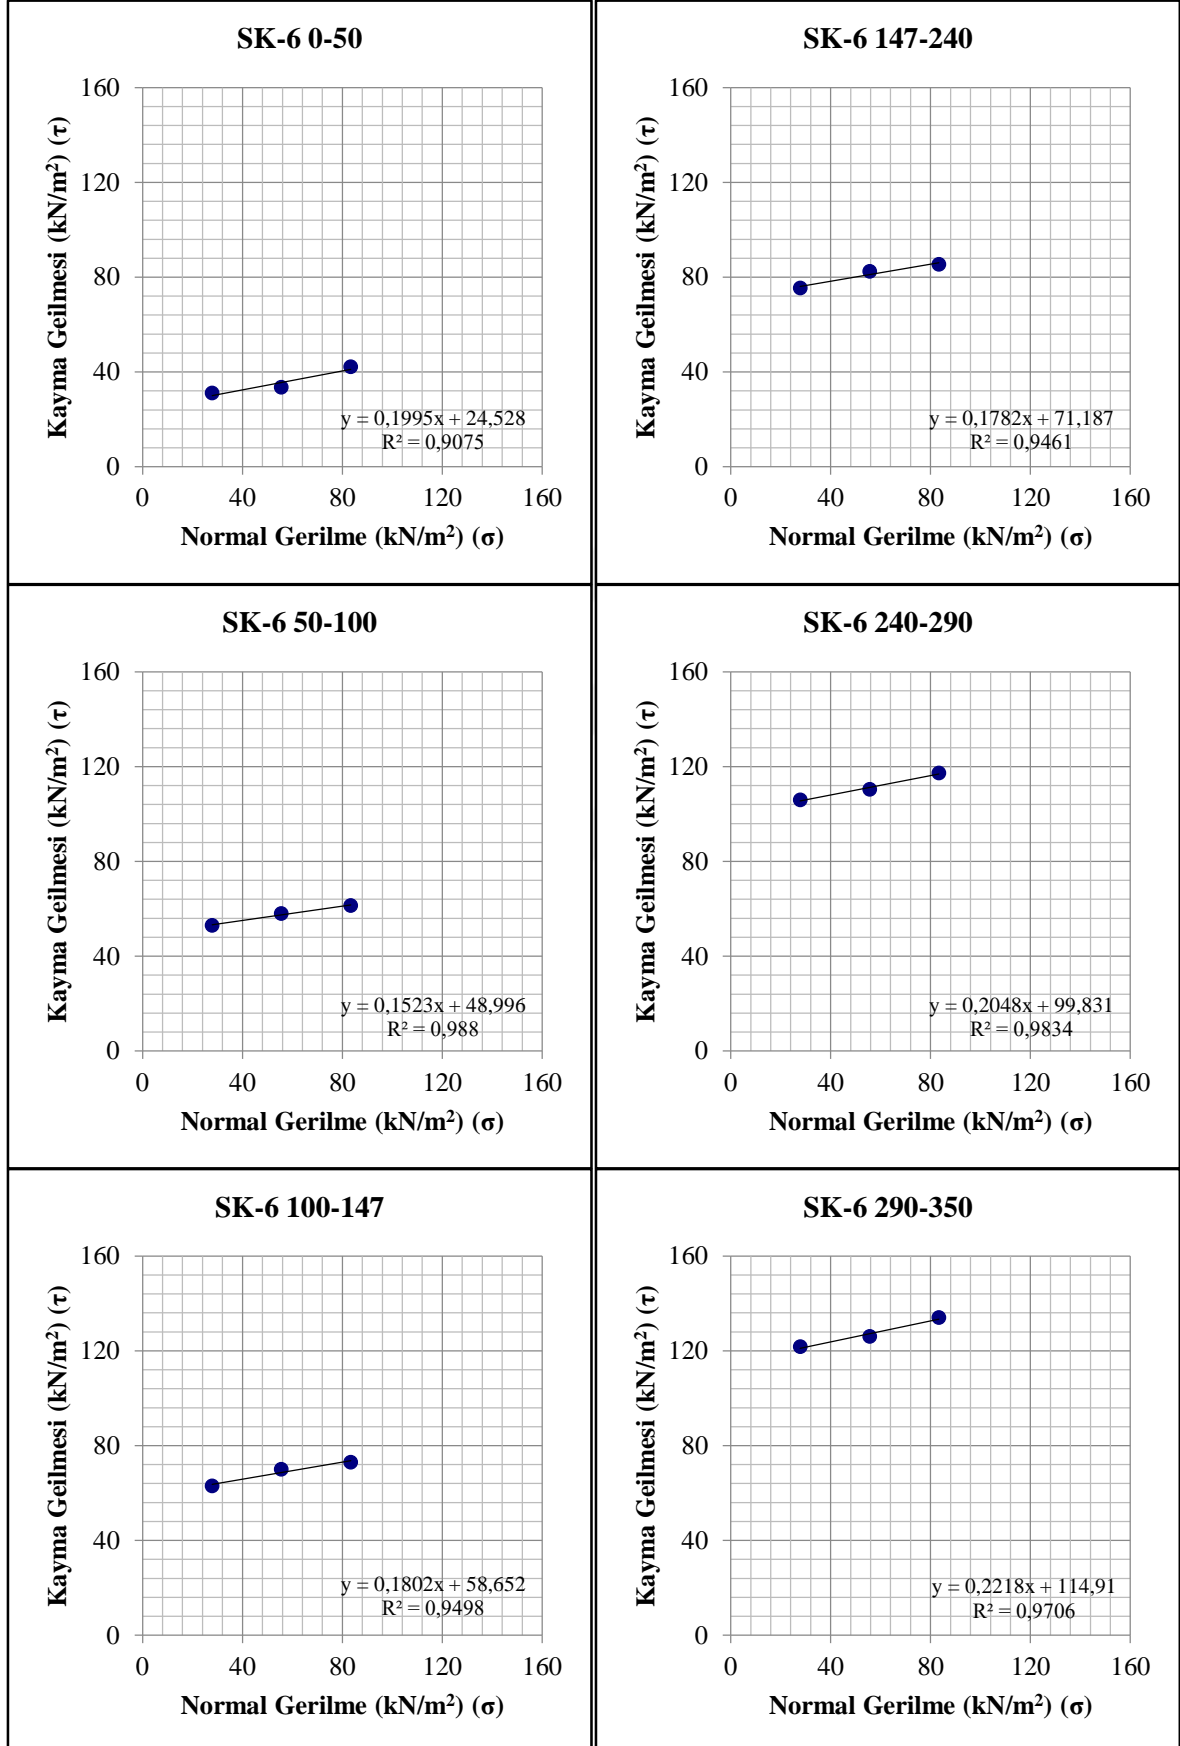 SK-6 0-50
Kayma Geilmesi (kN/m²) (τ)
160
120
80
40
0
y = 0,1995x + 24,528
R² = 0,9075
0 40 80 120 160
Normal Gerilme (kN/m²) (σ)
SK-6 147-240
Kayma Geilmesi (kN/m²) (τ)
160
120
80
40
0
y = 0,1782x + 71,187
R² = 0,9461
0 40 80 120 160
Normal Gerilme (kN/m²) (σ)
SK-6 50-100
Kayma Geilmesi (kN/m²) (τ)
160
120
80
40
0
y = 0,1523x + 48,996
R² = 0,988
0 40 80 120 160
Normal Gerilme (kN/m²) (σ)
SK-6 240-290
Kayma Geilmesi (kN/m²) (τ)
160
120
80
40
0
y = 0,2048x + 99,831
R² = 0,9834
0 40 80 120 160
Normal Gerilme (kN/m²) (σ)
SK-6 100-147
Kayma Geilmesi (kN/m²) (τ)
160
120
80
40
0
y = 0,1802x + 58,652
R² = 0,9498
0 40 80 120 160
Normal Gerilme (kN/m²) (σ)
SK-6 290-350
Kayma Geilmesi (kN/m²) (τ)
160
120
80
40
0
y = 0,2218x + 114,91
R² = 0,9706
0 40 80 120 160
Normal Gerilme (kN/m²) (σ)